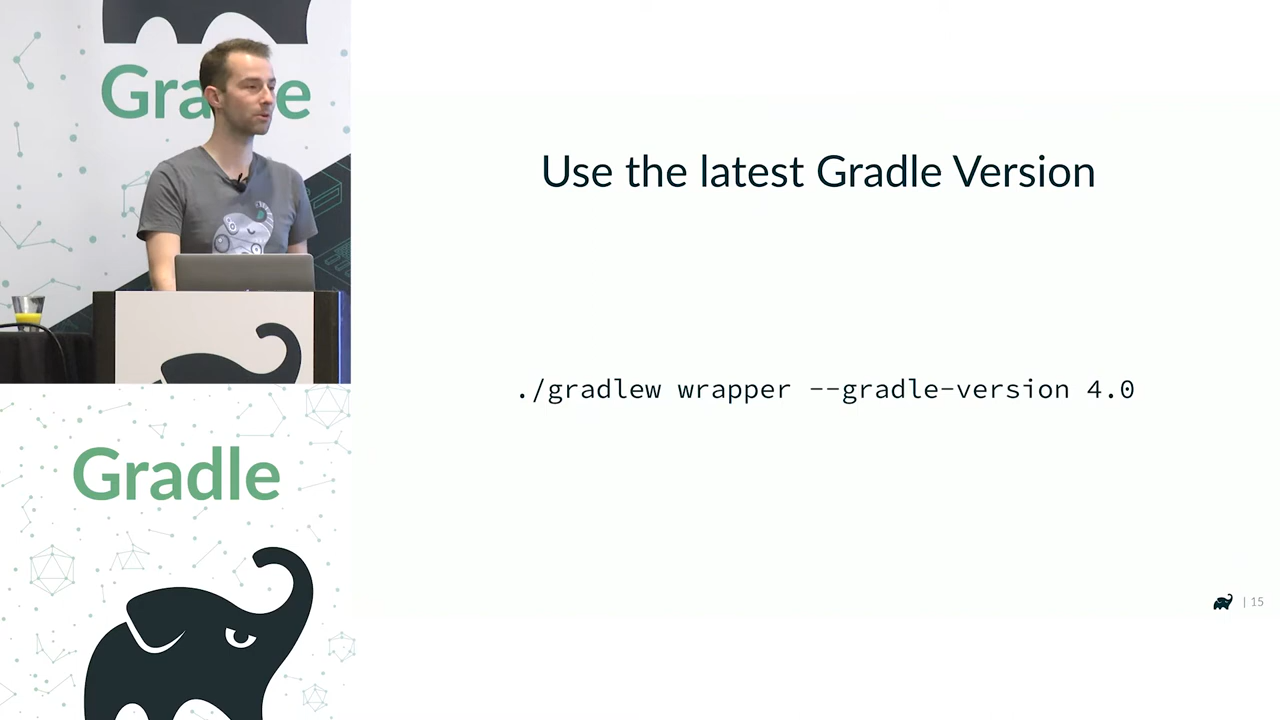 Gradle
Use the latest Gradle Version
./gradlew wrapper --gradle-version 4.0
Gradle
| 15